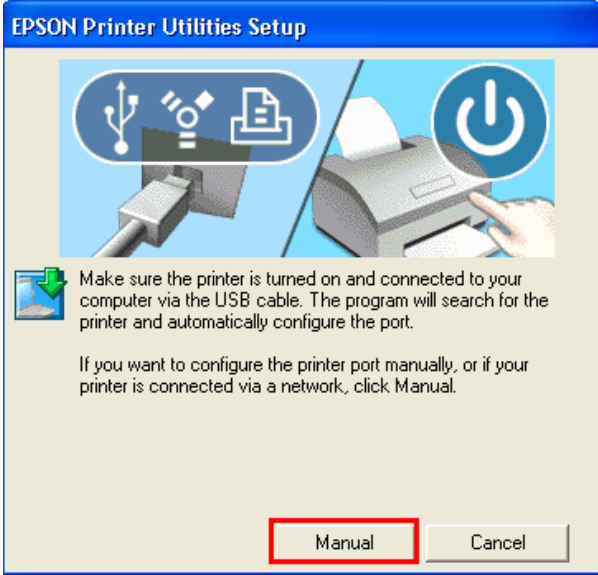 EPSON Printer Utilities Setup
Make sure the printer is turned on and connected to your
computer via the USB cable. The program will search for the
printer and automatically configure the port.
If you want to configure the printer port manually, or if your
printer is connected via a network, click Manual.
Manual
Cancel